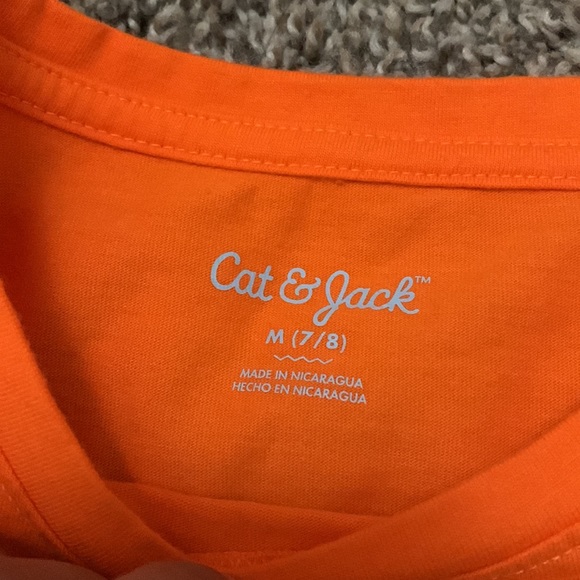 Cat & Jack™
M (7/8)
MADE IN NICARAGUA
HECHO EN NICARAGUA